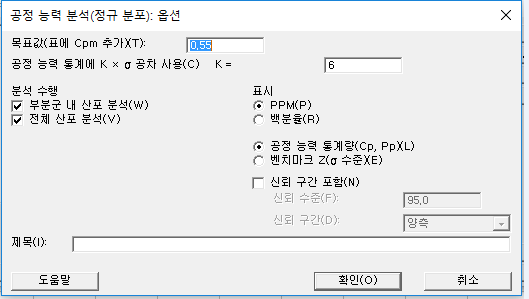 공정 능력 분석(정규 분포): 옵션
목표값(표에 Cpm 추가)(T): 0,55
공정 능력 통계에 K × σ 공차 사용(C) K = 6
분석 수행
부분군 내 산포 분석(W)
전체 산포 분석(V)
표시
PPM(P)
백분율(R)
공정 능력 통계량(Cp, Pp)(L)
벤치마크 Z(σ 수준)(E)
신뢰 구간 포함(N)
신뢰 수준(F): 95,0
신뢰 구간(D): 양측
제목(I):
도움말 확인(O) 취소